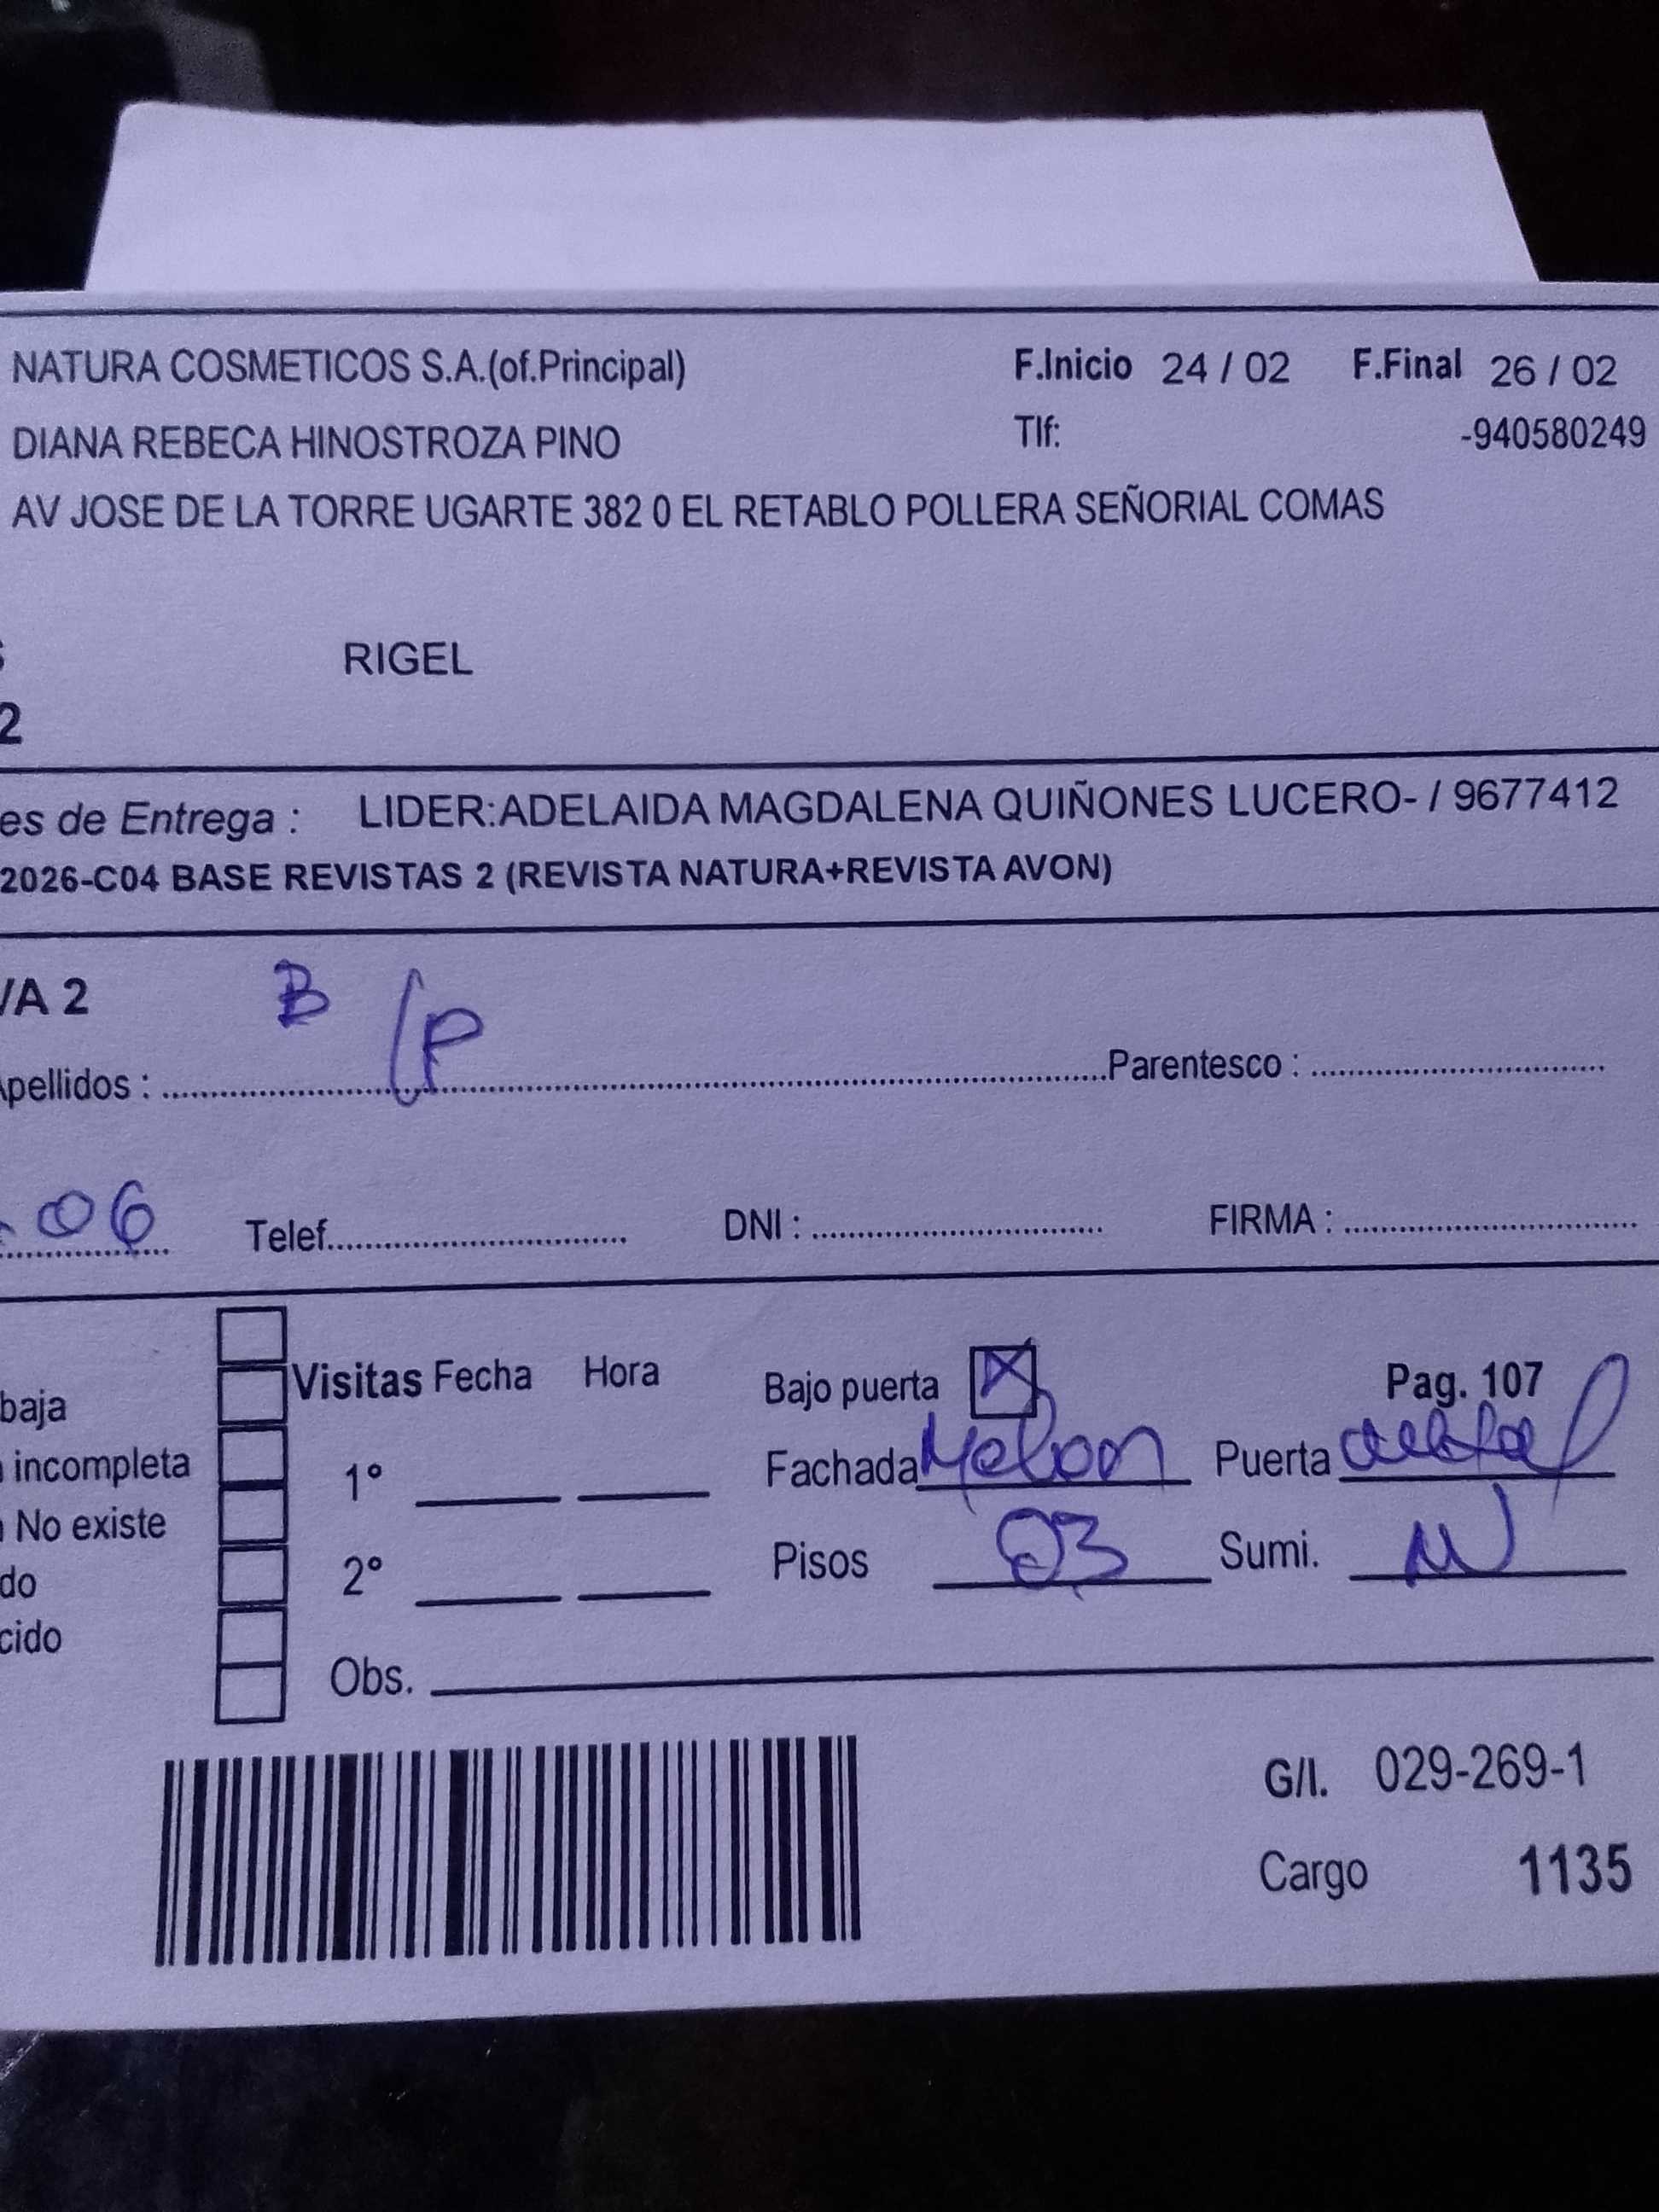 NATURA COSMETICOS S.A.(of.Principal) F.Inicio 24 / 02 F.Final 26 / 02
DIANA REBECA HINOSTROZA PINO Tlf: -940580249
AV JOSE DE LA TORRE UGARTE 382 0 EL RETABLO POLLERA SEÑORIAL COMAS
RIGEL
2
es de Entrega : LIDER:ADELAIDA MAGDALENA QUIÑONES LUCERO- / 9677412
2026-C04 BASE REVISTAS 2 (REVISTA NATURA+REVISTA AVON)
VA 2 B/P
Apellidos : Parentesco :
06 Telef. DNI : FIRMA :
Visitas Fecha Hora Bajo puerta X Pag. 107
baja
incompleta 1° Fachada Melon Puerta
No existe
do 2° Pisos 03 Sumi.
cido
Obs.
G/I. 029-269-1
Cargo 1135